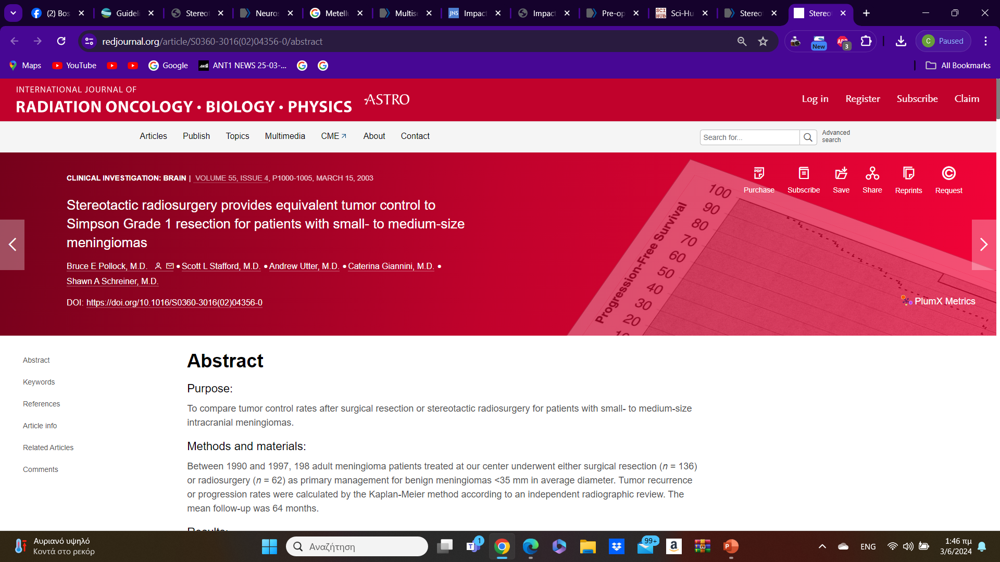 (2) Bos
Guideli
Stereot
Neuros
Metell
Multis
JNS
Impact
Impact
Pre-op
SCI HUB
Sci-Hu
Stereo
Stereo
redjournal.org/article/S0360-3016(02)04356-0/abstract
New
ABP
3
C
Paused
Maps
YouTube
Google
ANT1 NEWS 25-03-...
All Bookmarks
INTERNATIONAL JOURNAL OF
RADIATION ONCOLOGY • BIOLOGY • PHYSICS
ASTRO
Log in
Register
Subscribe
Claim
Articles
Publish
Topics
Multimedia
CME
About
Contact
Search for...
Advanced
search
CLINICAL INVESTIGATION: BRAIN | VOLUME 55, ISSUE 4, P1000-1005, MARCH 15, 2003
PDF
Purchase
Subscribe
Save
Share
Reprints
Request
Stereotactic radiosurgery provides equivalent tumor control to
Simpson Grade 1 resection for patients with small- to medium-size
meningiomas
Bruce E Pollock, M.D. • Scott L Stafford, M.D. • Andrew Utter, M.D. • Caterina Giannini, M.D. •
Shawn A Schreiner, M.D.
DOI: https://doi.org/10.1016/S0360-3016(02)04356-0
Progression-Free Survival
100
90
80
70
60
50
40
30
20
10
PlumX Metrics
Abstract
Keywords
References
Article info
Related Articles
Comments
Abstract
Purpose:
To compare tumor control rates after surgical resection or stereotactic radiosurgery for patients with small- to medium-size
intracranial meningiomas.
Methods and materials:
Between 1990 and 1997, 198 adult meningioma patients treated at our center underwent either surgical resection (n = 136)
or radiosurgery (n = 62) as primary management for benign meningiomas <35 mm in average diameter. Tumor recurrence
or progression rates were calculated by the Kaplan-Meier method according to an independent radiographic review. The
mean follow-up was 64 months.
Results:
Αυριανό υψηλό
Κοντά στο ρεκόρ
Αναζήτηση
1
99+
ENG
1:46 πμ
3/6/2024